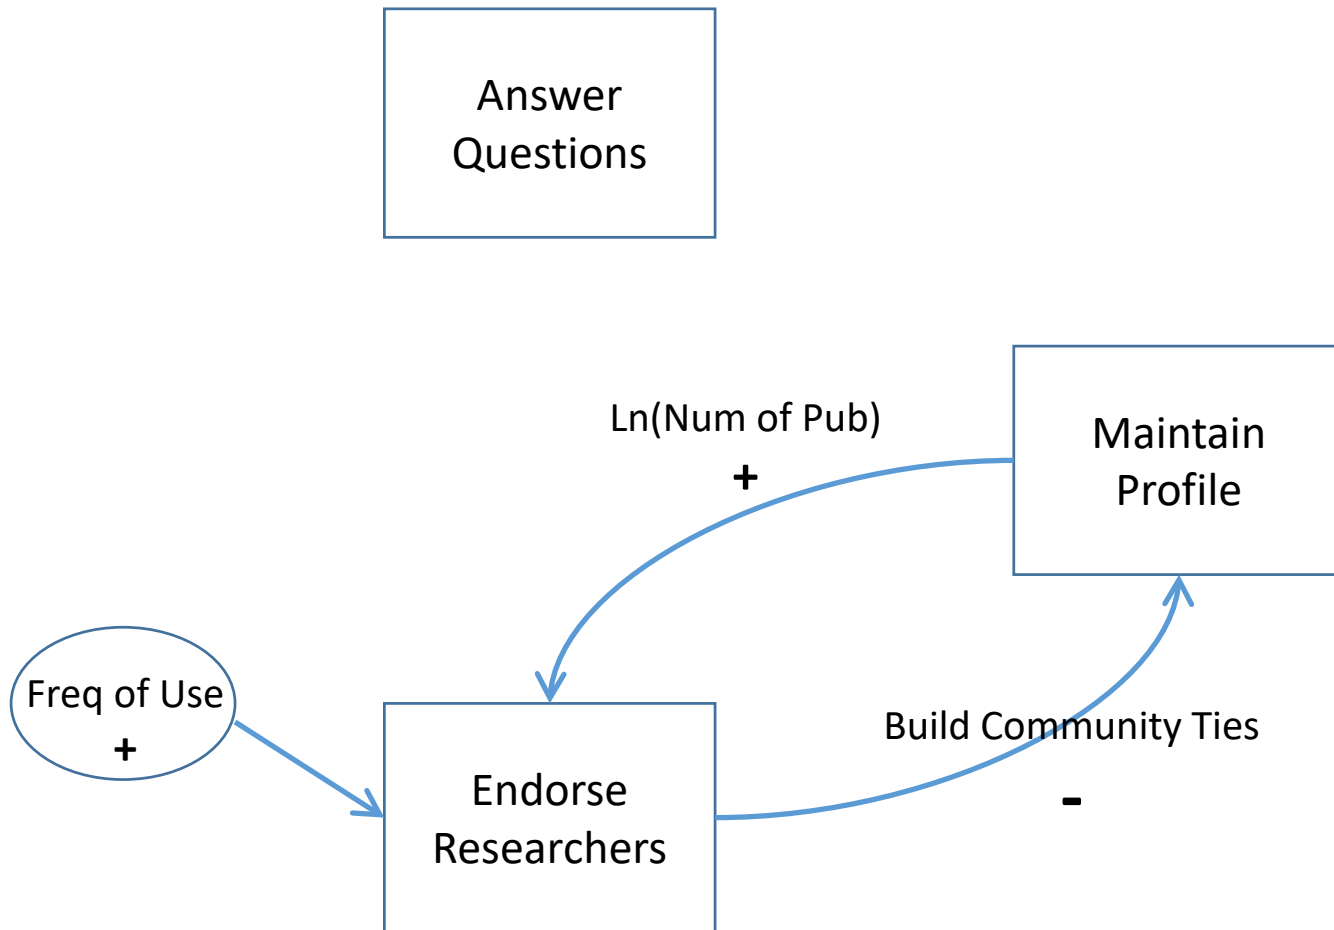 Answer
Questions
Ln(Num of Pub)
+
Maintain
Profile
Freq of Use
+
Build Community Ties
-
Endorse
Researchers